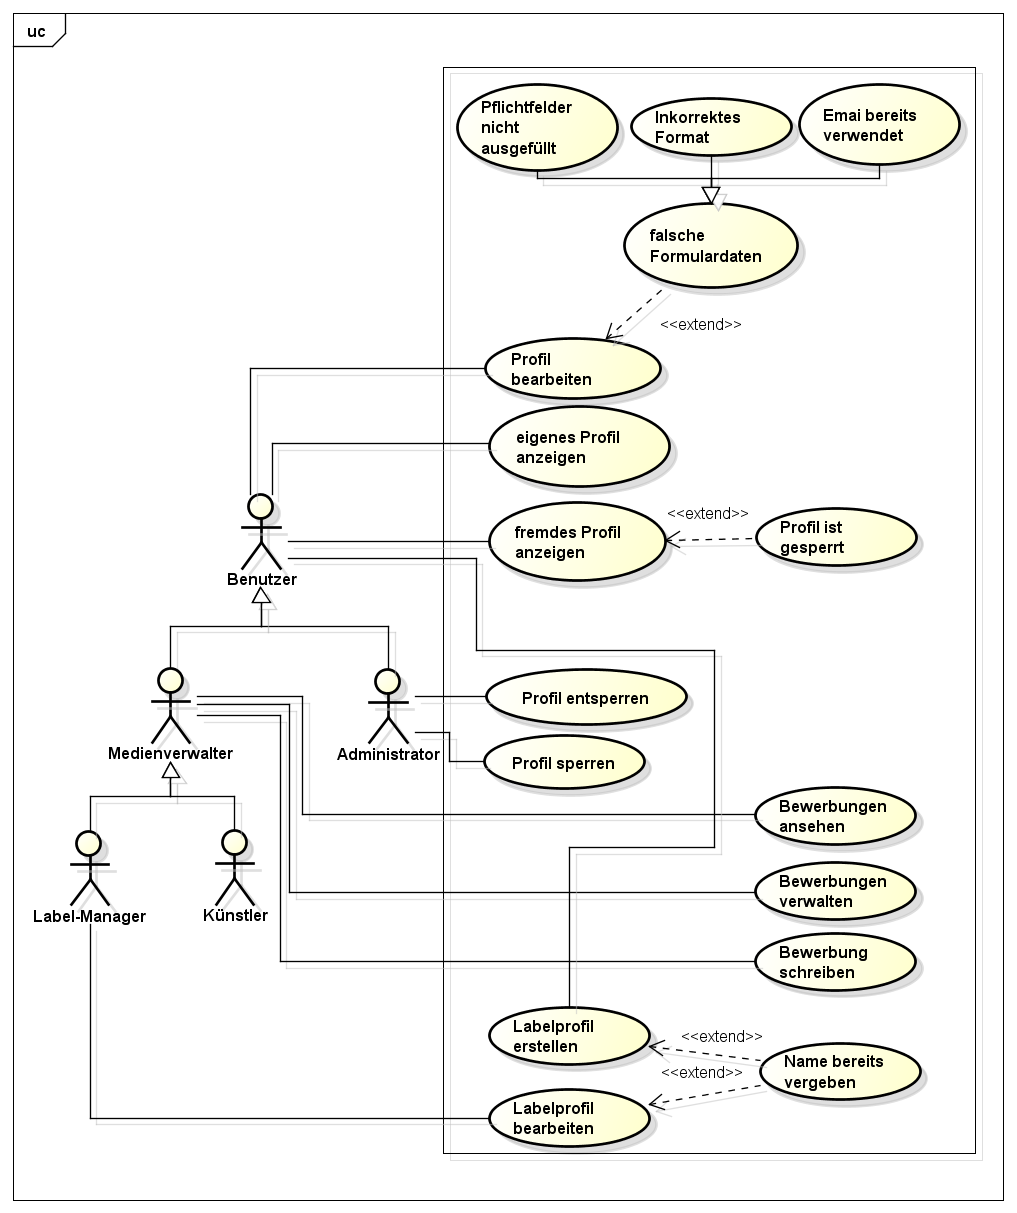 uc
Pflichtfelder
nicht
ausgefüllt
Inkorrektes
Format
Emai bereits
verwendet
falsche
Formulardaten
<<extend>>
Profil
bearbeiten
eigenes Profil
anzeigen
fremdes Profil
anzeigen
<<extend>>
Profil ist
gesperrt
Benutzer
Profil entsperren
Medienverwalter
Administrator
Profil sperren
Bewerbungen
ansehen
Bewerbungen
verwalten
Label-Manager
Künstler
Bewerbung
schreiben
Labelprofil
erstellen
<<extend>>
<<extend>>
Name bereits
vergeben
Labelprofil
bearbeiten